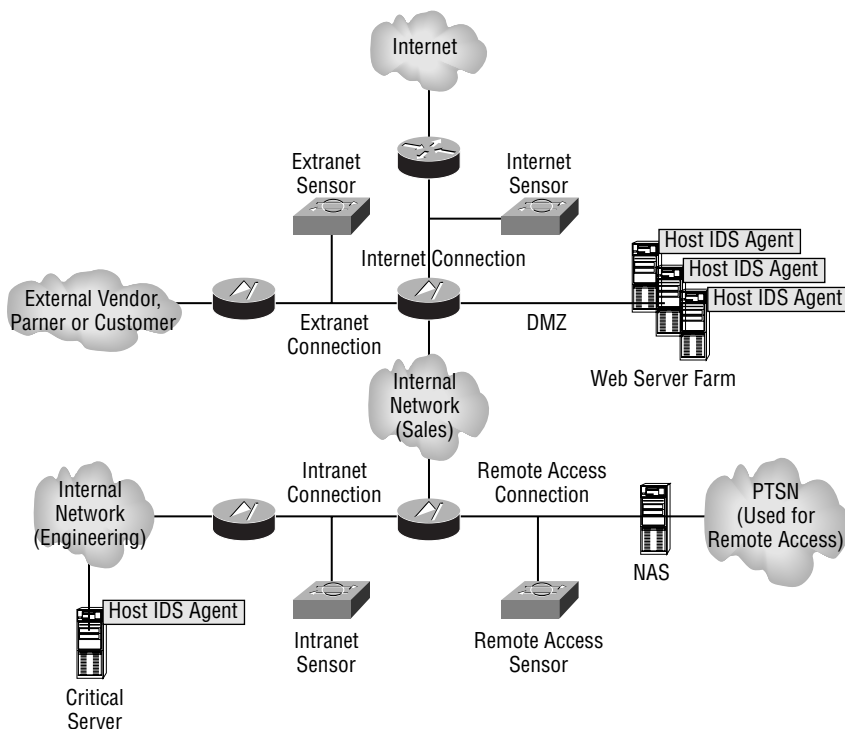 Internet
Extranet
Sensor
Internet
Sensor
Host IDS Agent
Host IDS Agent
Host IDS Agent
Internet Connection
External Vendor,
Parner or Customer
Extranet
Connection
DMZ
Web Server Farm
Internal
Network
(Sales)
Internal
Network
(Engineering)
Intranet
Connection
Remote Access
Connection
PTSN
(Used for
Remote Access)
NAS
Host IDS Agent
Critical
Server
Intranet
Sensor
Remote Access
Sensor